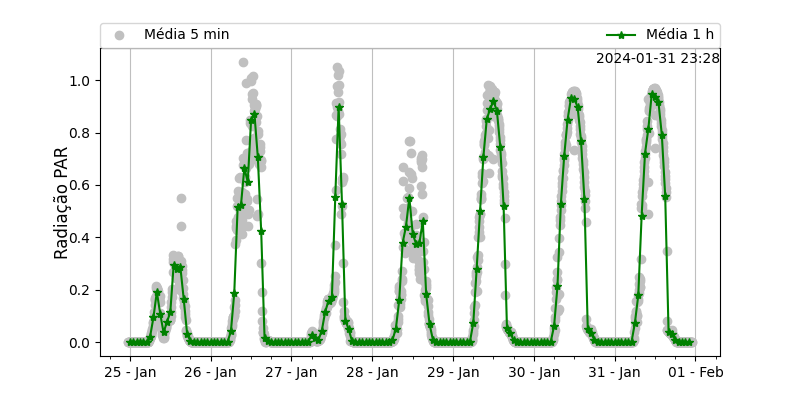 Média 5 min
Média 1 h
2024-01-31 23:28
Radiação PAR
1.0
0.8
0.6
0.4
0.2
0.0
25 - Jan
26 - Jan
27 - Jan
28 - Jan
29 - Jan
30 - Jan
31 - Jan
01 - Feb